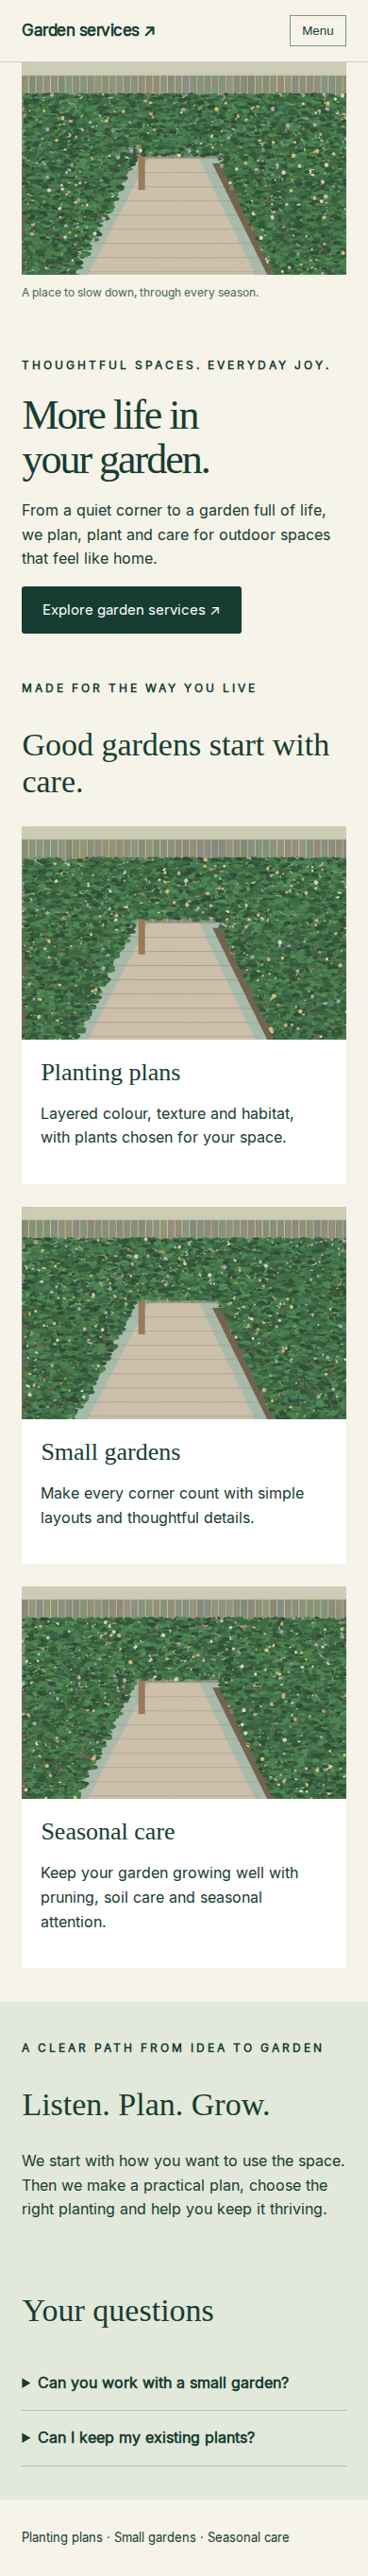 Garden services ↗
Menu
A place to slow down, through every season.
THOUGHTFUL SPACES. EVERYDAY JOY.
More life in
your garden.
From a quiet corner to a garden full of life,
we plan, plant and care for outdoor spaces
that feel like home.
Explore garden services ↗
MADE FOR THE WAY YOU LIVE
Good gardens start with
care.
Planting plans
Layered colour, texture and habitat,
with plants chosen for your space.
Small gardens
Make every corner count with simple
layouts and thoughtful details.
Seasonal care
Keep your garden growing well with
pruning, soil care and seasonal
attention.
A CLEAR PATH FROM IDEA TO GARDEN
Listen. Plan. Grow.
We start with how you want to use the space.
Then we make a practical plan, choose the
right planting and help you keep it thriving.
Your questions
Can you work with a small garden?
Can I keep my existing plants?
Planting plans · Small gardens · Seasonal care